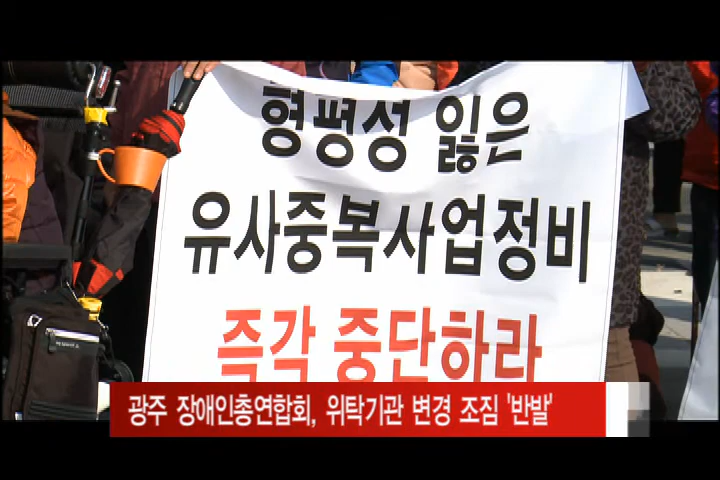 형평성 잃은
유사중복사업정비
즉각 중단하라
광주 장애인총연합회, 위탁기관 변경 조짐 '반발'